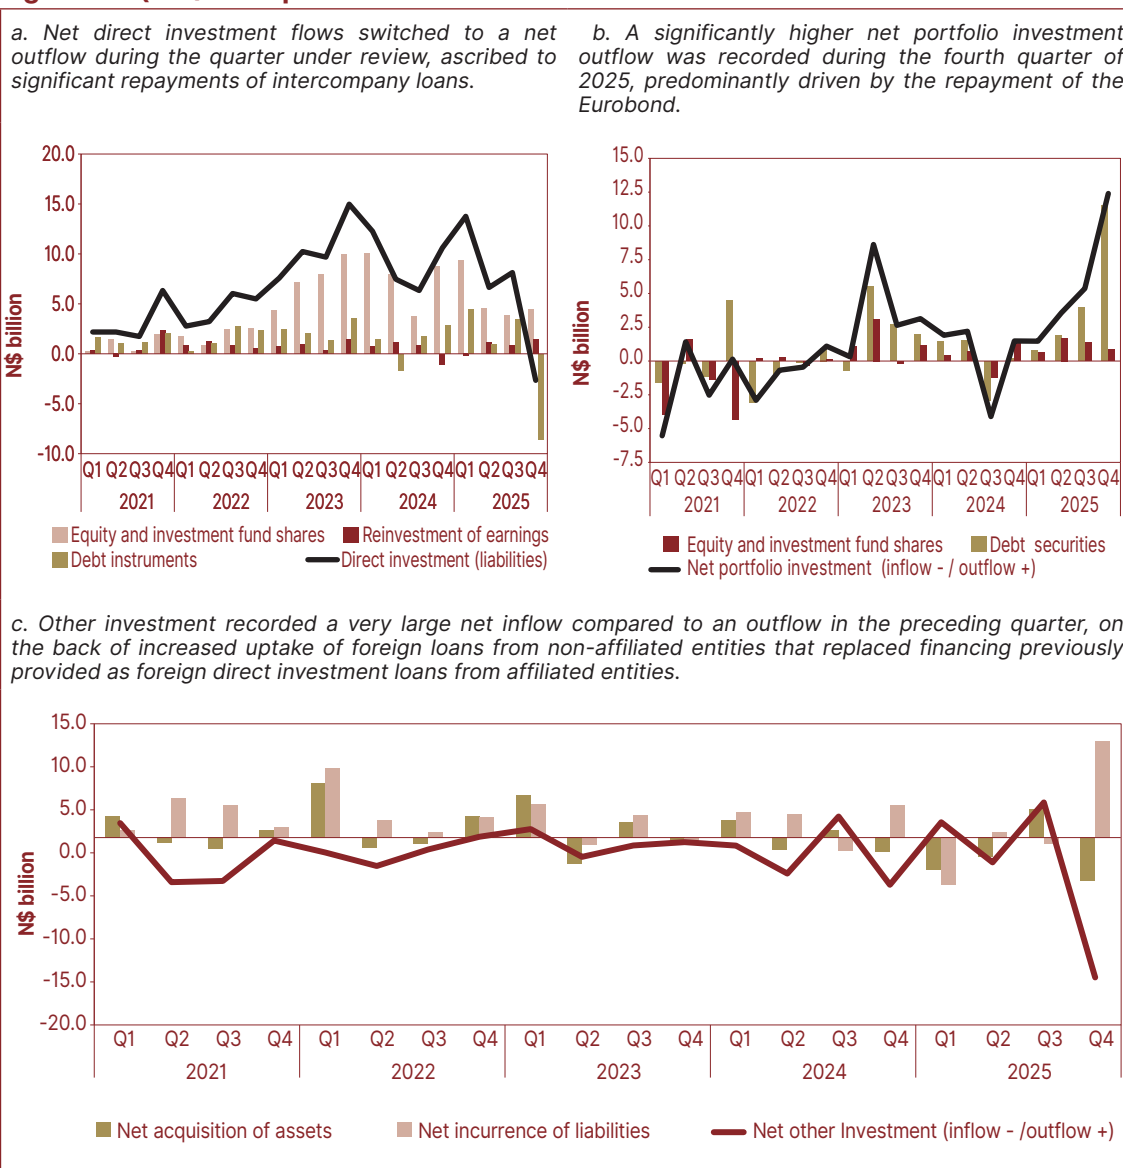 a. Net direct investment flows switched to a net
outflow during the quarter under review, ascribed to
significant repayments of intercompany loans.
b. A significantly higher net portfolio investment
outflow was recorded during the fourth quarter of
2025, predominantly driven by the repayment of the
Eurobond.
N$ billion
20.0
15.0
10.0
5.0
0.0
-5.0
-10.0
Q1 Q2 Q3 Q4 Q1 Q2 Q3 Q4 Q1 Q2 Q3 Q4 Q1 Q2 Q3 Q4 Q1 Q2 Q3 Q4
2021 2022 2023 2024 2025
Equity and investment fund shares Reinvestment of earnings
Debt instruments Direct investment (liabilities)
N$ billion
15.0
12.5
10.0
7.5
5.0
2.5
0.0
-2.5
-5.0
-7.5
Q1 Q2 Q3 Q4 Q1 Q2 Q3 Q4 Q1 Q2 Q3 Q4 Q1 Q2 Q3 Q4 Q1 Q2 Q3 Q4
2021 2022 2023 2024 2025
Equity and investment fund shares Debt securities
Net portfolio investment (inflow - / outflow +)
c. Other investment recorded a very large net inflow compared to an outflow in the preceding quarter, on
the back of increased uptake of foreign loans from non-affiliated entities that replaced financing previously
provided as foreign direct investment loans from affiliated entities.
N$ billion
15.0
10.0
5.0
0.0
-5.0
-10.0
-15.0
-20.0
Q1 Q2 Q3 Q4 Q1 Q2 Q3 Q4 Q1 Q2 Q3 Q4 Q1 Q2 Q3 Q4 Q1 Q2 Q3 Q4
2021 2022 2023 2024 2025
Net acquisition of assets Net incurrence of liabilities Net other Investment (inflow - /outflow +)